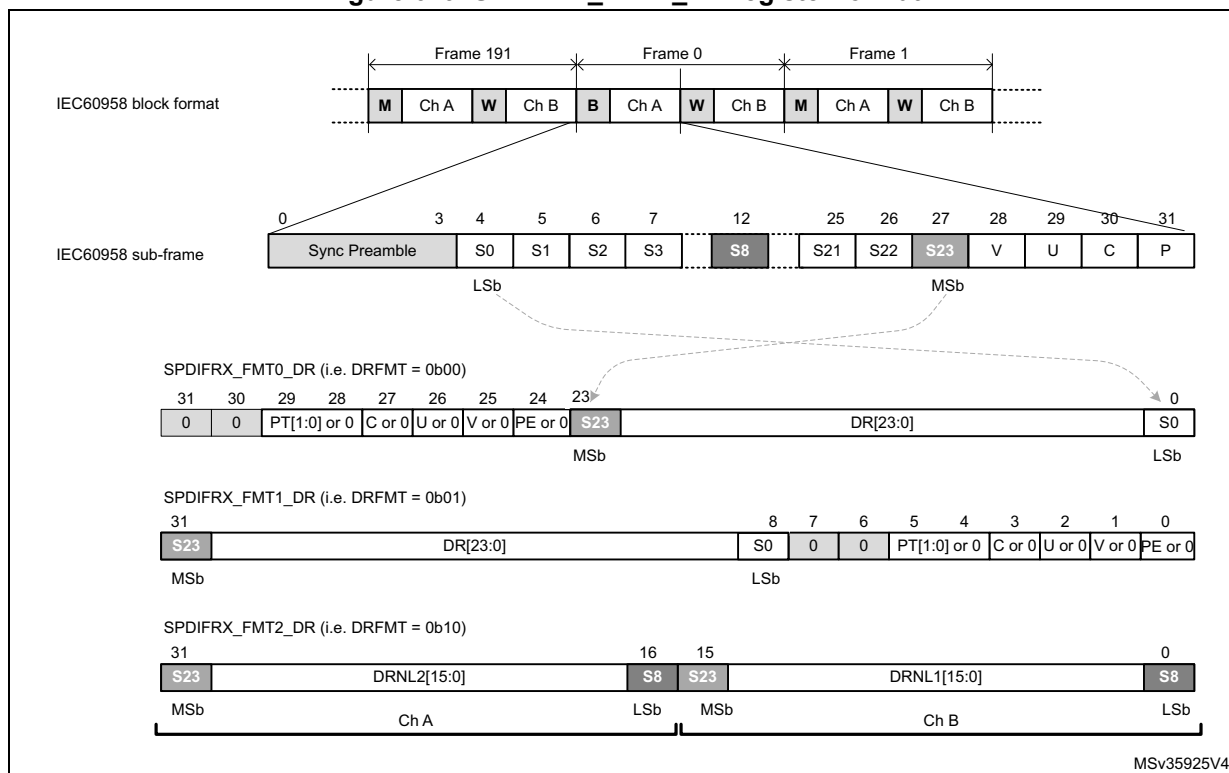 Frame 191 Frame 0 Frame 1
IEC60958 block format M Ch A W Ch B B Ch A W Ch B M Ch A W Ch B
0 3 4 5 6 7 12 25 26 27 28 29 30 31
IEC60958 sub-frame Sync Preamble S0 S1 S2 S3 S8 S21 S22 S23 V U C P
LSb MSb
SPDIFRX_FMT0_DR (i.e. DRFMT = 0b00)
31 30 29 28 27 26 25 24 23 0
0 0 PT[1:0] or 0 C or 0 U or 0 V or 0 PE or 0 S23 DR[23:0] S0
MSb LSb
SPDIFRX_FMT1_DR (i.e. DRFMT = 0b01)
31 8 7 6 5 4 3 2 1 0
S23 DR[23:0] S0 0 0 PT[1:0] or 0 C or 0 U or 0 V or 0 PE or 0
MSb LSb
SPDIFRX_FMT2_DR (i.e. DRFMT = 0b10)
31 16 15 0
S23 DRNL2[15:0] S8 S23 DRNL1[15:0] S8
MSb LSb MSb LSb
Ch A Ch B
MSv35925V4